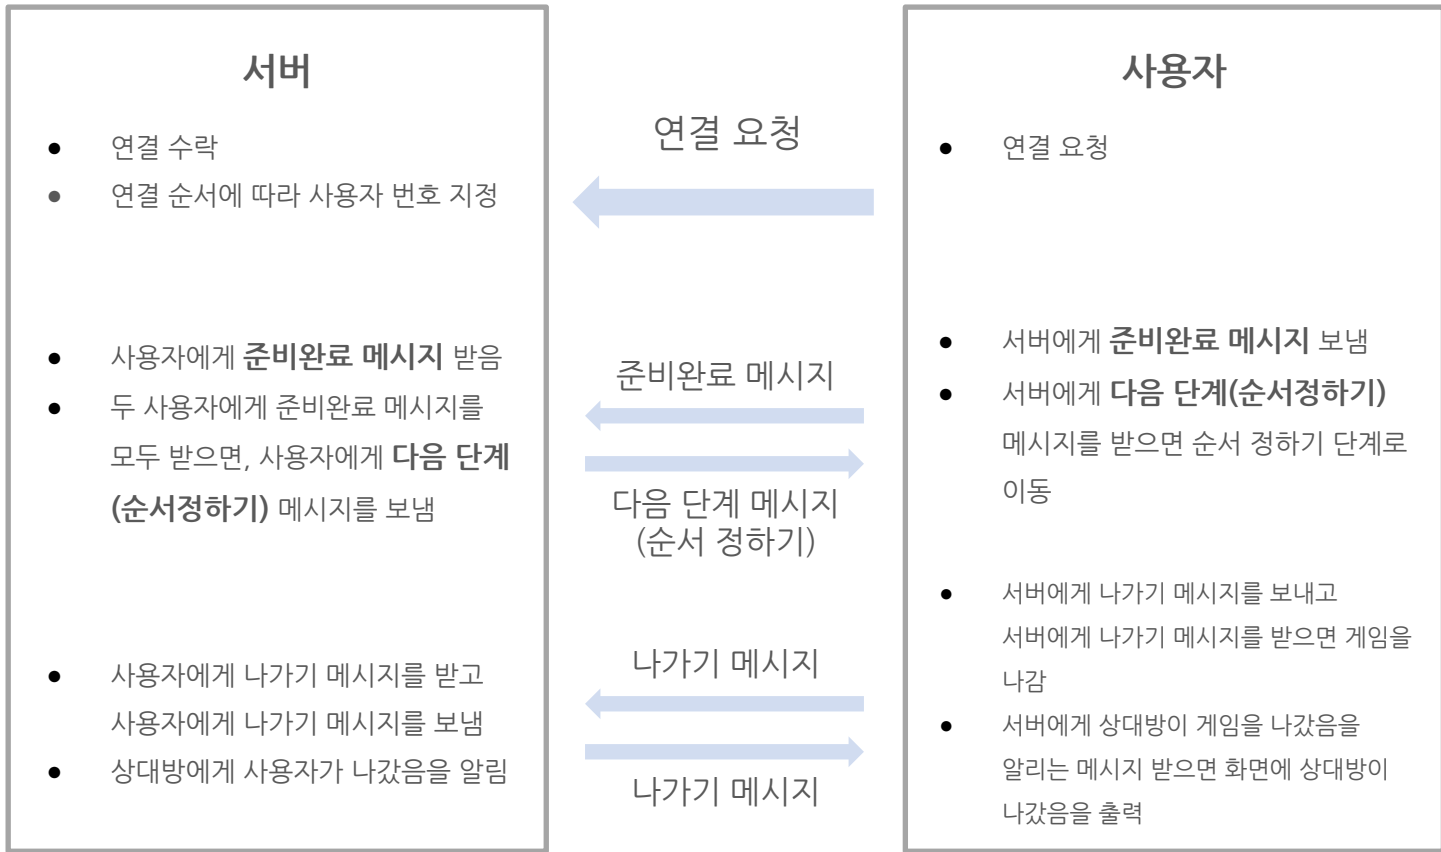 서버
● 연결 수락
● 연결 순서에 따라 사용자 번호 지정
● 사용자에게 준비완료 메시지 받음
● 두 사용자에게 준비완료 메시지를
모두 받으면, 사용자에게 다음 단계
(순서정하기) 메시지를 보냄
● 사용자에게 나가기 메시지를 받고
사용자에게 나가기 메시지를 보냄
● 상대방에게 사용자가 나갔음을 알림
연결 요청
준비완료 메시지
다음 단계 메시지
(순서 정하기)
나가기 메시지
나가기 메시지
사용자
● 연결 요청
● 서버에게 준비완료 메시지 보냄
● 서버에게 다음 단계(순서정하기)
메시지를 받으면 순서 정하기 단계로
이동
● 서버에게 나가기 메시지를 보내고
서버에게 나가기 메시지를 받으면 게임을
나감
● 서버에게 상대방이 게임을 나갔음을
알리는 메시지 받으면 화면에 상대방이
나갔음을 출력